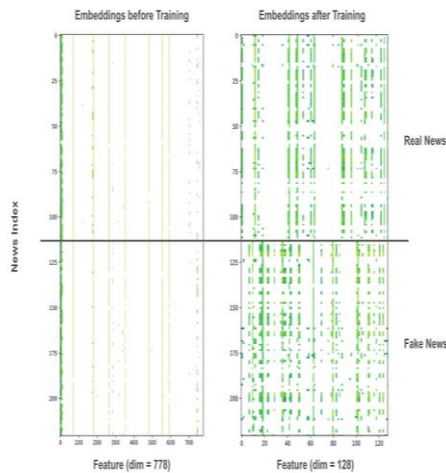 Embeddings before Training
Embeddings after Training
0
25
50
75
100
125
150
175
200
0 100 200 300 400 500 600 700
0
25
50
75
100
125
150
175
200
0 20 40 60 80 100 120
Real News
Fake News
News Index
Feature (dim = 778)
Feature (dim = 128)